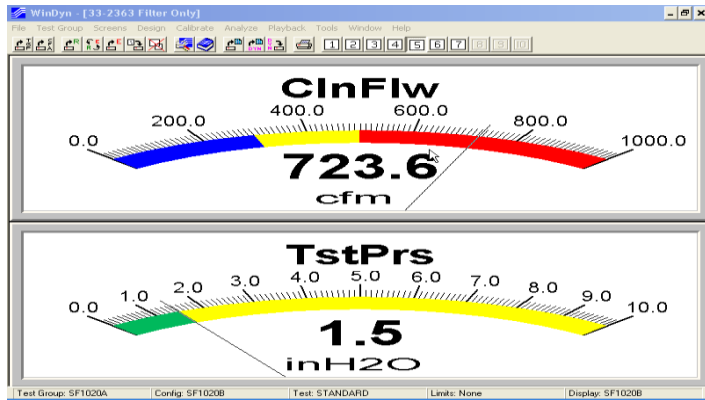 WinDyn - [33-2363 Filter Only]
File Test Group Screens Design Calibrate Analyze Playback Tools Window Help
1 2 3 4 5 6 7 8 9 10
ClnFlw
0.0 200.0 400.0 600.0 800.0 1000.0
723.6
cfm
TstPrs
0.0 1.0 2.0 3.0 4.0 5.0 6.0 7.0 8.0 9.0 10.0
1.5
inH2O
Test Group: SF1020A Config: SF1020B Test: STANDARD Limits: None Display: SF1020B